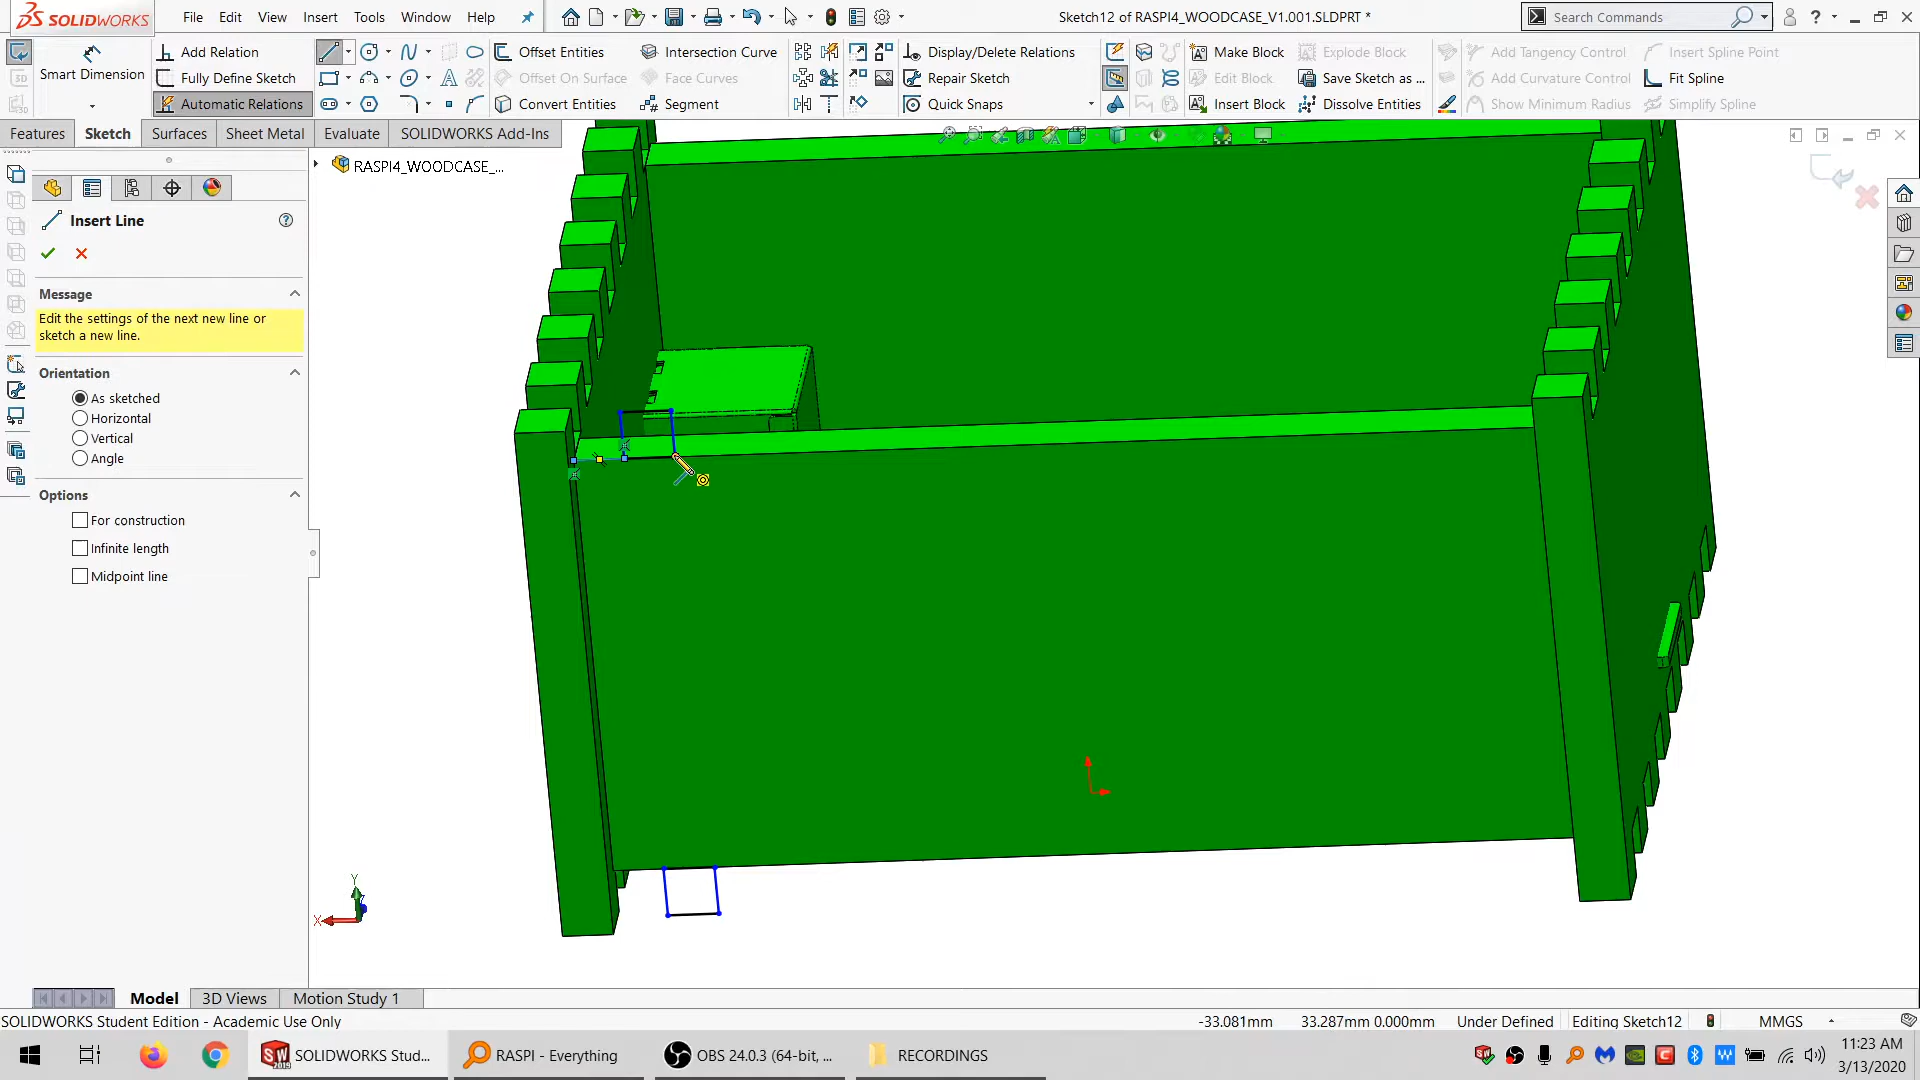 SOLIDWORKS
File Edit View Insert Tools Window Help
Sketch12 of RASPI4_WOODCASE_V1.001.SLDPRT *
Search Commands
Smart Dimension
Add Relation
Fully Define Sketch
Automatic Relations
Offset Entities
Offset On Surface
Convert Entities
Intersection Curve
Face Curves
Segment
Display/Delete Relations
Repair Sketch
Quick Snaps
Make Block
Edit Block
Insert Block
Explode Block
Save Sketch as ...
Dissolve Entities
Add Tangency Control
Add Curvature Control
Show Minimum Radius
Insert Spline Point
Fit Spline
Simplify Spline
Features Sketch Surfaces Sheet Metal Evaluate SOLIDWORKS Add-Ins
RASPI4_WOODCASE_...
Insert Line
Message
Edit the settings of the next new line or
sketch a new line.
Orientation
As sketched
Horizontal
Vertical
Angle
Options
For construction
Infinite length
Midpoint line
Y
X
Model 3D Views Motion Study 1
SOLIDWORKS Student Edition - Academic Use Only
-33.081mm 33.287mm 0.000mm Under Defined Editing Sketch12 MMGS
SOLIDWORKS Stud...
RASPI - Everything
OBS 24.0.3 (64-bit, ...
RECORDINGS
11:23 AM
3/13/2020